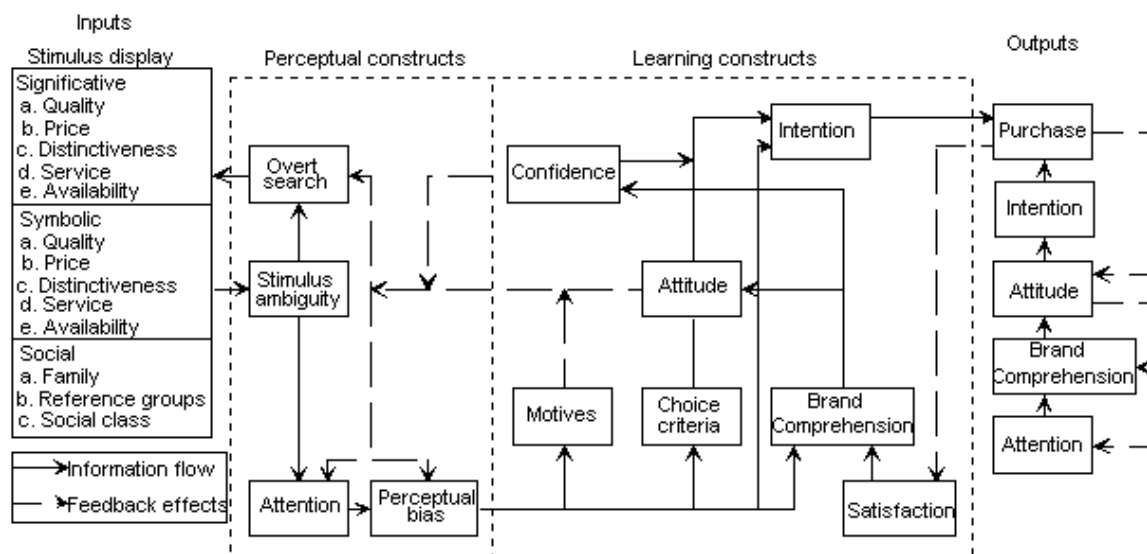 Inputs
Stimulus display
Significative
a. Quality
b. Price
c. Distinctiveness
d. Service
e. Availability
Symbolic
a. Quality
b. Price
c. Distinctiveness
d. Service
e. Availability
Social
a. Family
b. Reference groups
c. Social class
Information flow
Feedback effects
Perceptual constructs
Overt
search
Stimulus
ambiguity
Attention
Perceptual
bias
Learning constructs
Confidence
Intention
Attitude
Motives
Choice
criteria
Brand
Comprehension
Satisfaction
Outputs
Purchase
Intention
Attitude
Brand
Comprehension
Attention